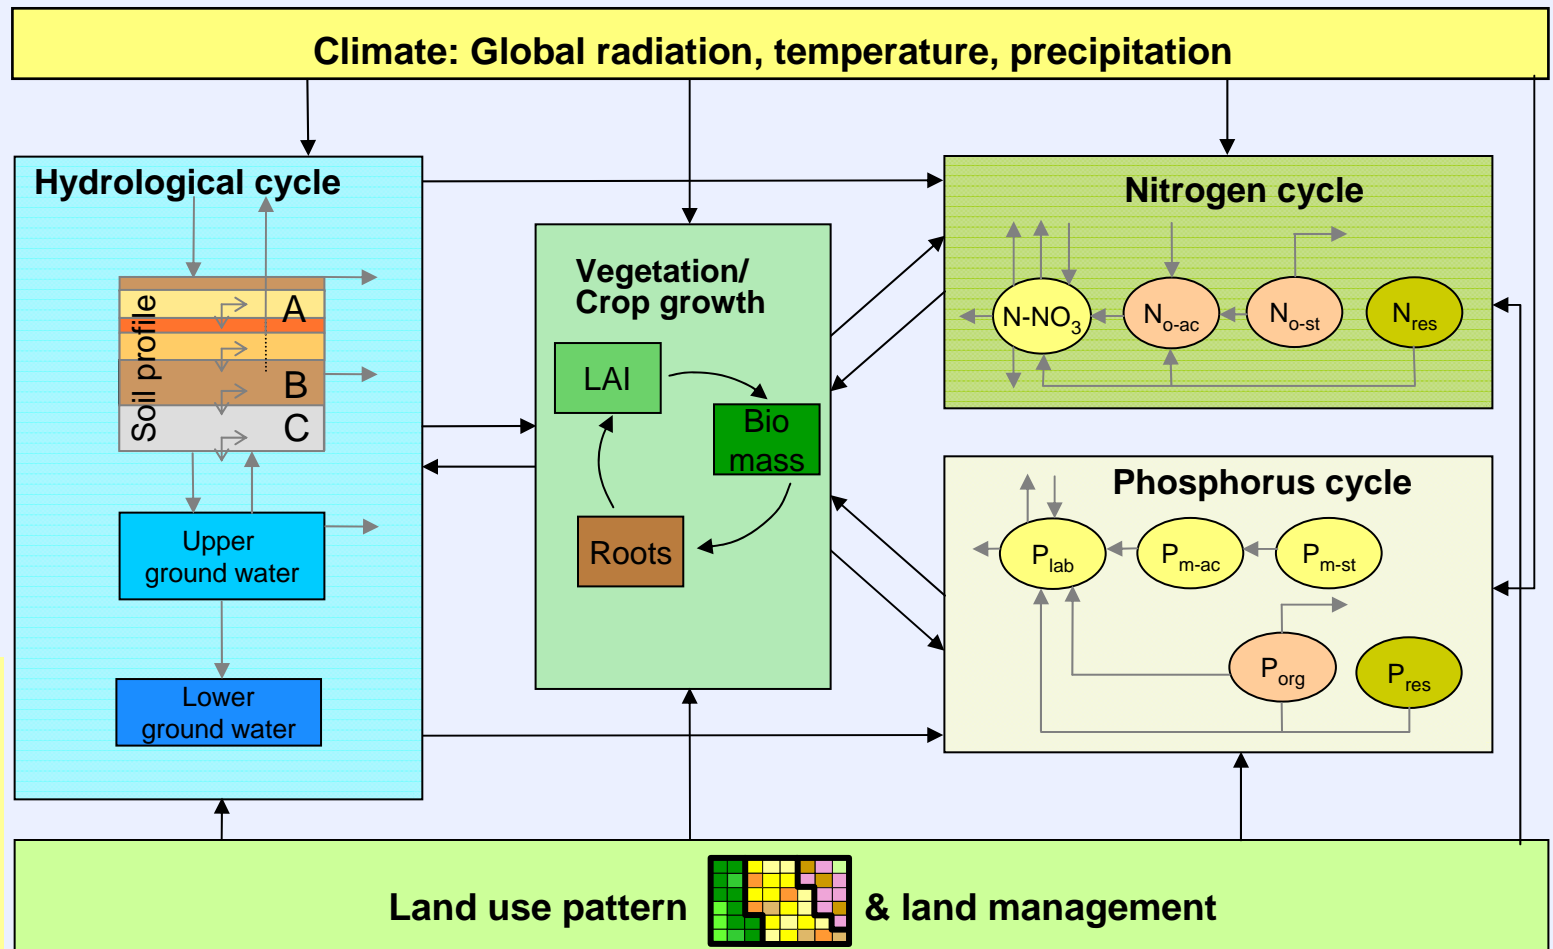 Climate: Global radiation, temperature, precipitation
Hydrological cycle
Soil profile
A
B
C
Upper
ground water
Lower
ground water
Vegetation/
Crop growth
LAI
Bio
mass
Roots
Nitrogen cycle
N-NO3
No-ac
No-st
Nres
Phosphorus cycle
Plab
Pm-ac
Pm-st
Porg
Pres
Land use pattern & land management